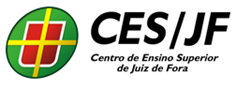 CES/JF
Centro de Ensino Superior
de Juiz de Fora